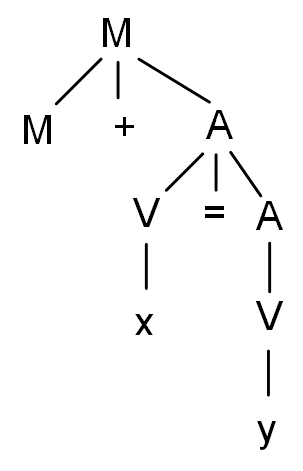 M
M + A
V = A
x V
y